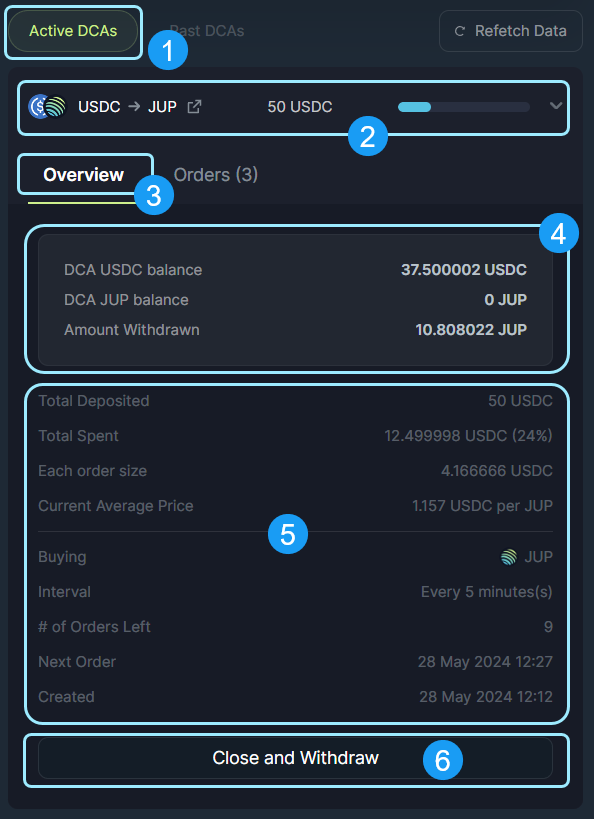 Active DCAs
Past DCAs
Refetch Data
1
USDC → JUP
50 USDC
2
Overview
Orders (3)
3
4
DCA USDC balance 37.500002 USDC
DCA JUP balance 0 JUP
Amount Withdrawn 10.808022 JUP
Total Deposited 50 USDC
Total Spent 12.499998 USDC (24%)
Each order size 4.166666 USDC
Current Average Price 1.157 USDC per JUP
5
Buying JUP
Interval Every 5 minutes(s)
# of Orders Left 9
Next Order 28 May 2024 12:27
Created 28 May 2024 12:12
Close and Withdraw
6